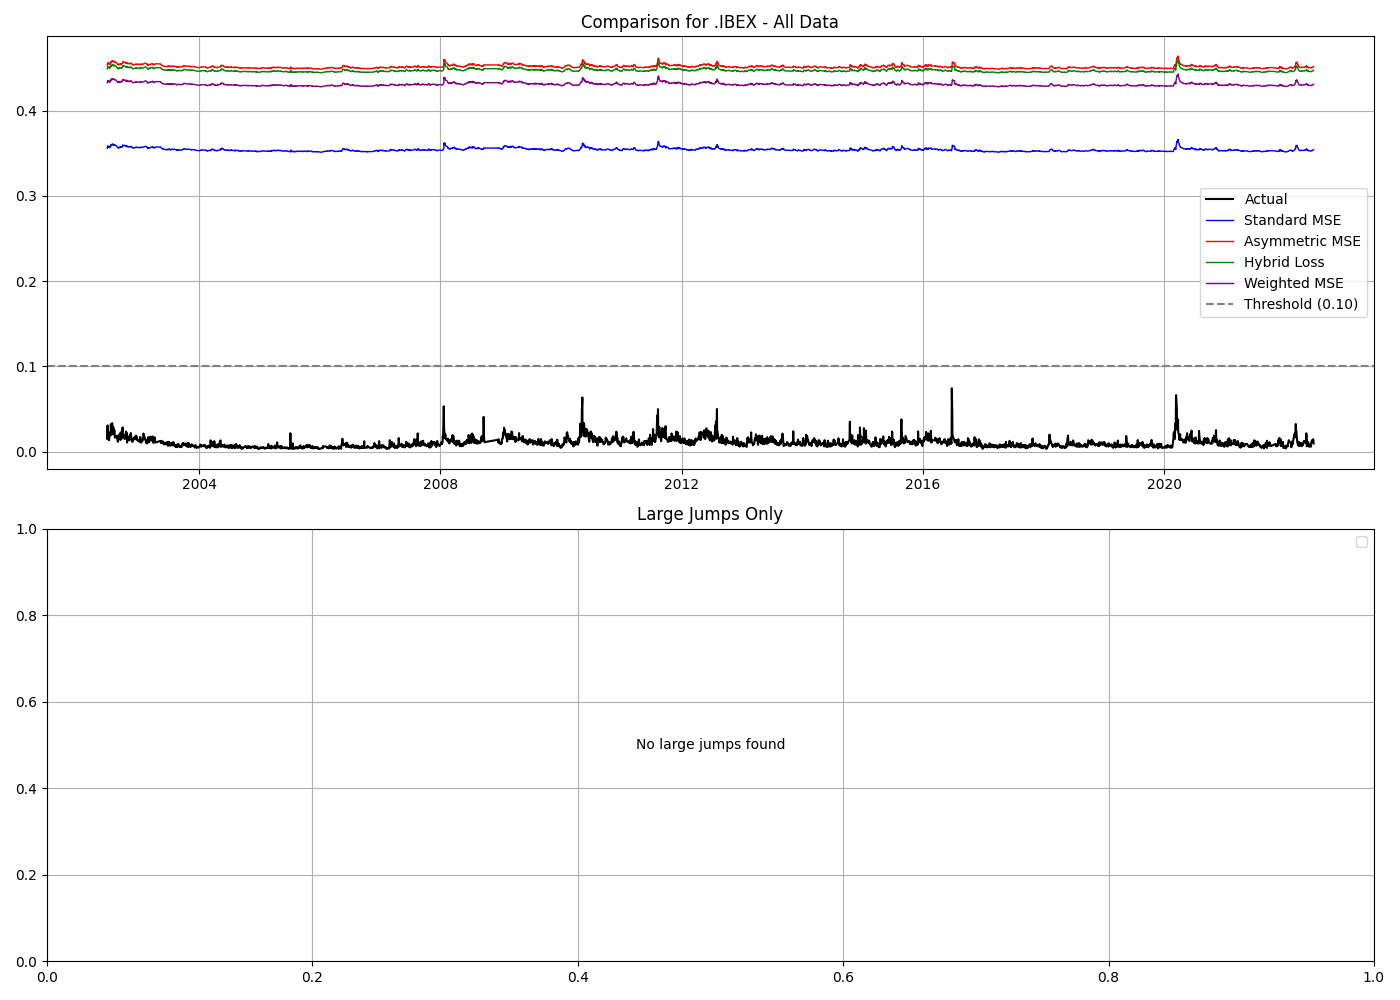 Comparison for .IBEX - All Data
0.4
0.3
0.2
0.1
0.0
Actual
Standard MSE
Asymmetric MSE
Hybrid Loss
Weighted MSE
Threshold (0.10)
2004
2008
2012
2016
2020
Large Jumps Only
1.0
0.8
0.6
0.4
0.2
0.0
No large jumps found
0.0
0.2
0.4
0.6
0.8
1.0